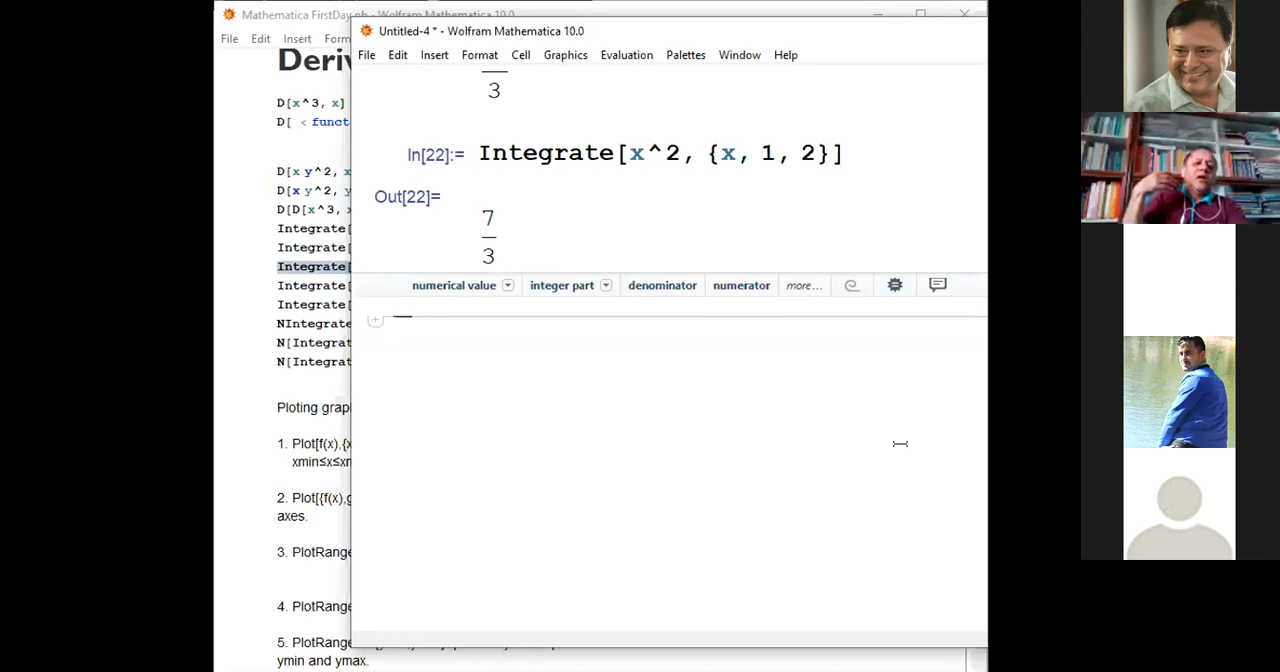 Mathematica FirstDay.nb - Wolfram Mathematica 10.0
File Edit Insert Form
Deri
D[x^3, x]
D[ < funct
D[x y^2, x
D[x y^2, y
D[D[x^3, x
Integrate[
Integrate[
Integrate[
Integrate[
Integrate[
NIntegrate
N[Integrat
N[Integrat
Ploting grap
1. Plot[f(x),{x
xmin≤x≤xm
2. Plot[{f(x),g
axes.
3. PlotRange
4. PlotRange
5. PlotRange
ymin and ymax.
Untitled-4 * - Wolfram Mathematica 10.0
File Edit Insert Format Cell Graphics Evaluation Palettes Window Help
3
In[22]:= Integrate[x^2, {x, 1, 2}]
Out[22]=
7
3
numerical value integer part denominator numerator more...